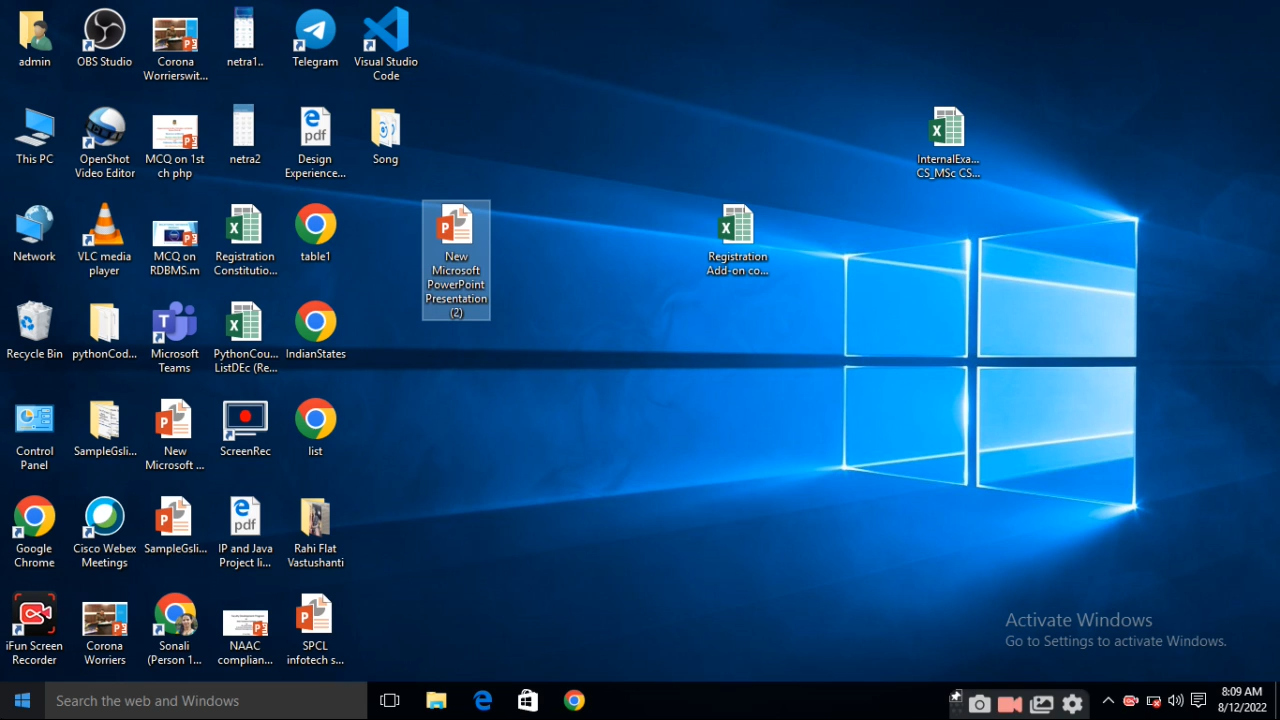 admin
OBS Studio
Corona
Worrierswit...
netra1..
Telegram
Visual Studio
Code
This PC
OpenShot
Video Editor
MCQ on 1st
ch php
netra2
pdf
Design
Experience...
Song
InternalExa...
CS_MSc CS...
Network
VLC media
player
MCQ on
RDBMS.m
Registration
Constitutio...
table1
New
Microsoft
PowerPoint
Presentation
(2)
Registration
Add-on co...
Recycle Bin
pythonCod...
Microsoft
Teams
PythonCou...
ListDEc (Re...
IndianStates
Control
Panel
SampleGsli...
New
Microsoft ...
ScreenRec
list
Google
Chrome
Cisco Webex
Meetings
SampleGsli...
pdf
IP and Java
Project li...
Rahi Flat
Vastushanti
iFun Screen
Recorder
Corona
Worriers
Sonali
(Person 1...
NAAC
complian...
SPCL
infotech s...
Activate Windows
Go to Settings to activate Windows.
Search the web and Windows
8:09 AM
8/12/2022